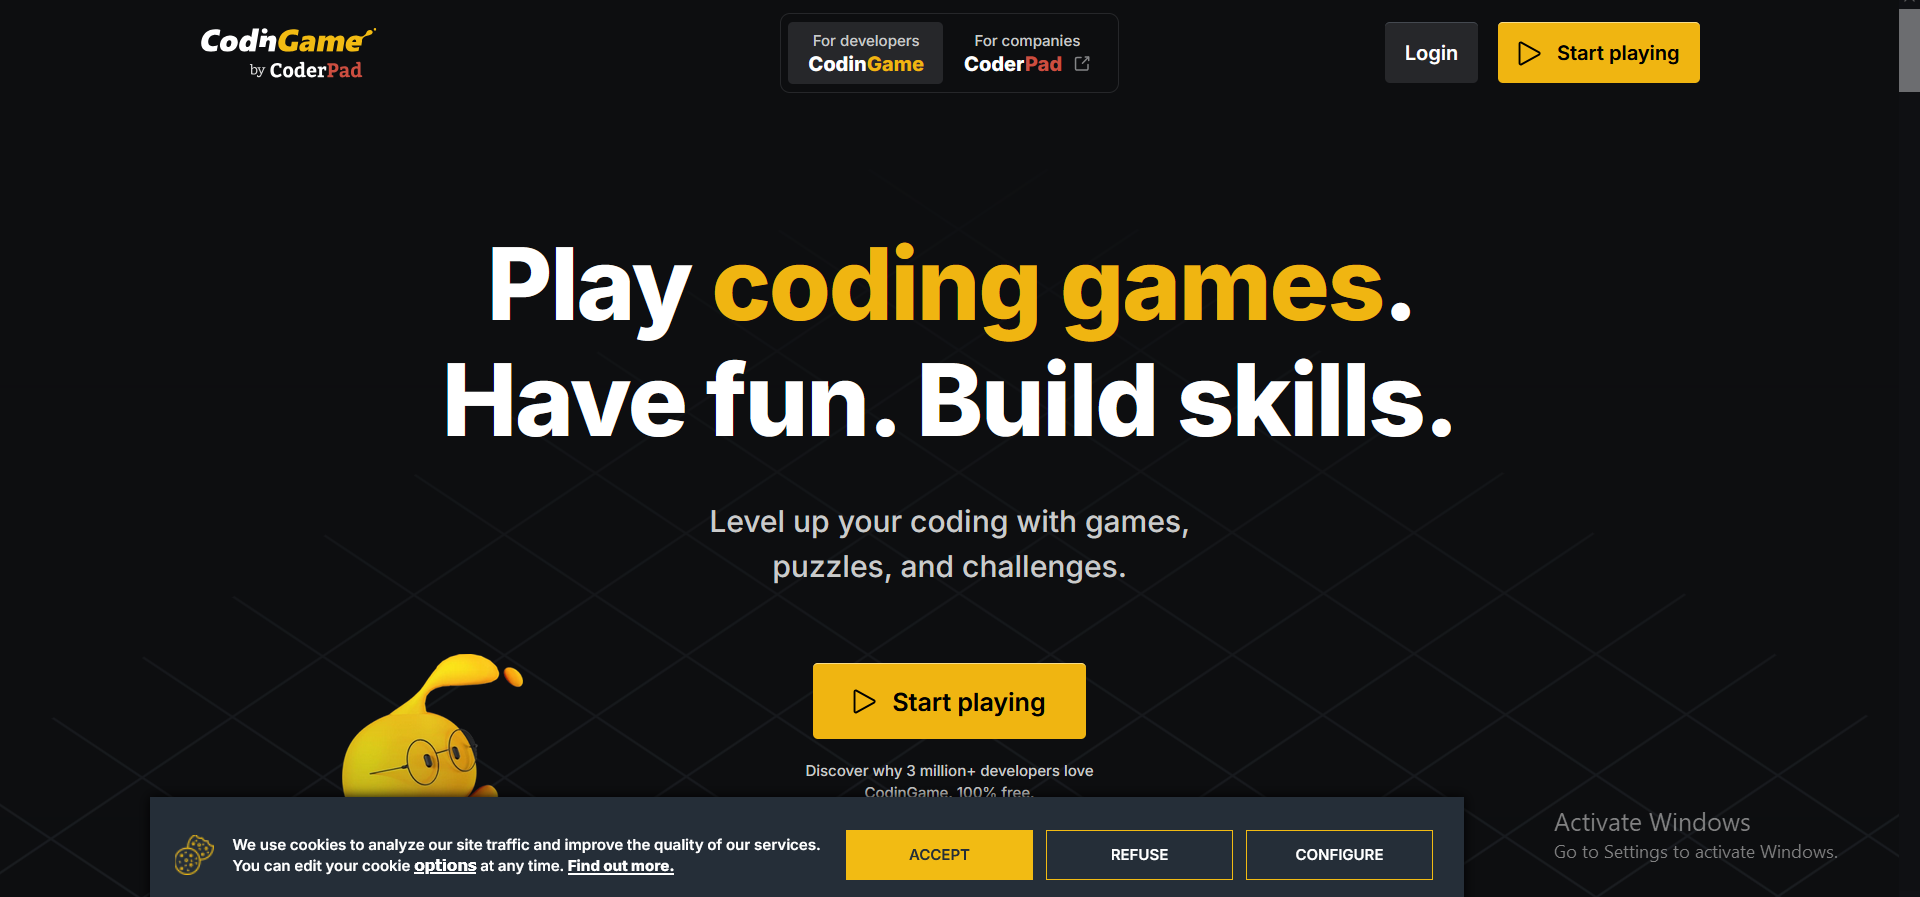 CodinGame
by CoderPad
For developers
CodinGame
For companies
CoderPad
Login
Start playing
Play coding games.
Have fun. Build skills.
Level up your coding with games,
puzzles, and challenges.
Start playing
Discover why 3 million+ developers love
CodinGame. 100% free.
We use cookies to analyze our site traffic and improve the quality of our services.
You can edit your cookie options at any time. Find out more.
ACCEPT
REFUSE
CONFIGURE
Activate Windows
Go to Settings to activate Windows.